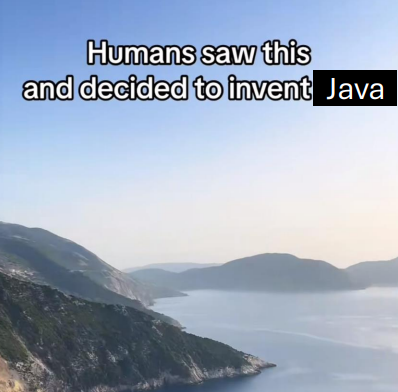 Humans saw this
and decided to invent Java